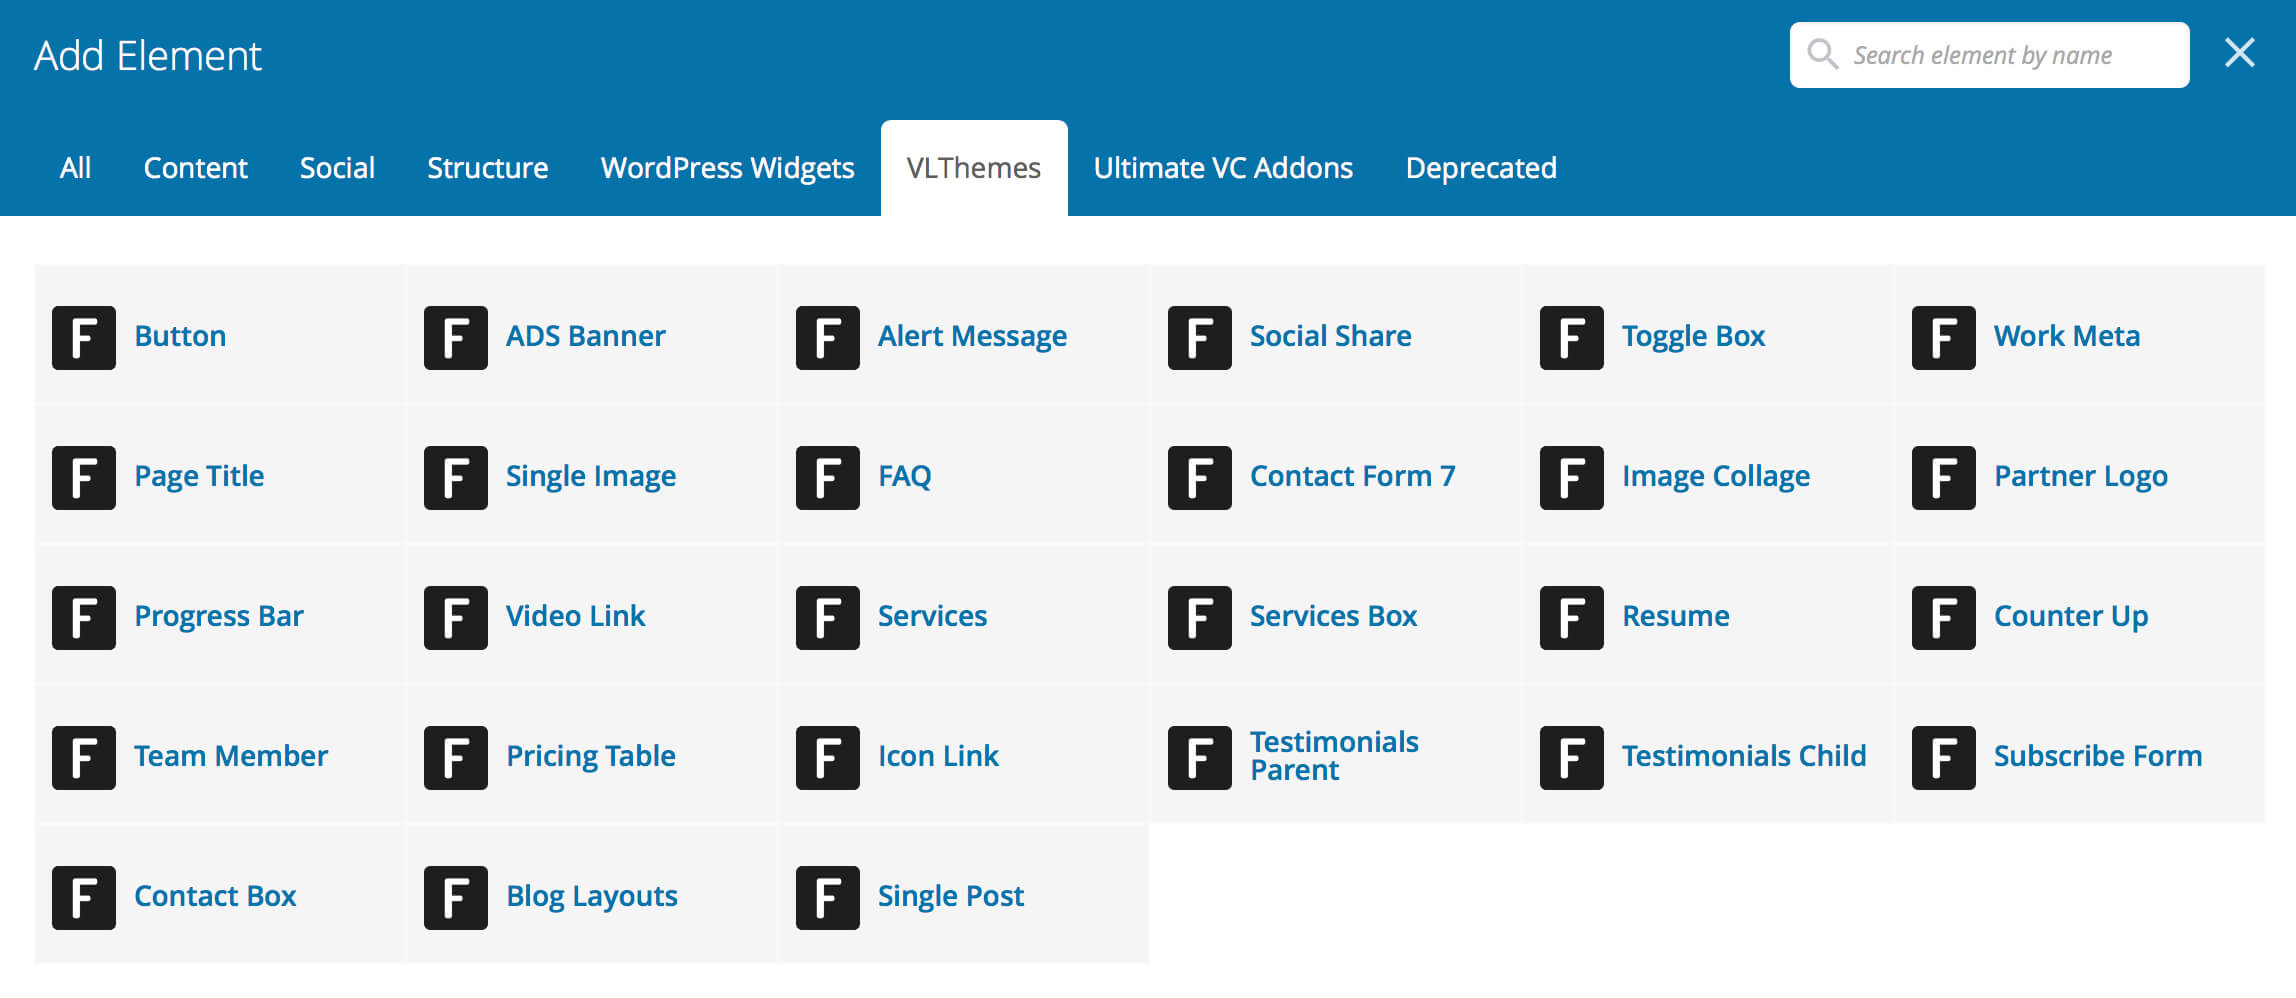 Add Element
Search element by name
All Content Social Structure WordPress Widgets VLThemes Ultimate VC Addons Deprecated
F Button F ADS Banner F Alert Message F Social Share F Toggle Box F Work Meta
F Page Title F Single Image F FAQ F Contact Form 7 F Image Collage F Partner Logo
F Progress Bar F Video Link F Services F Services Box F Resume F Counter Up
F Team Member F Pricing Table F Icon Link F Testimonials Parent F Testimonials Child F Subscribe Form
F Contact Box F Blog Layouts F Single Post